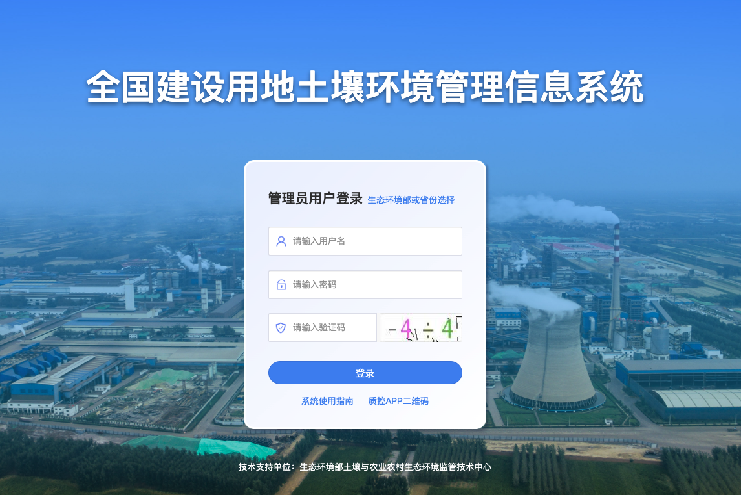 全国建设用地土壤环境管理信息系统
管理员用户登录 生态环境部或省份选择
请输入用户名
请输入密码
请输入验证码
-4÷4
登录
系统使用指南 质控APP二维码
技术支持单位：生态环境部土壤与农业农村生态环境监管技术中心